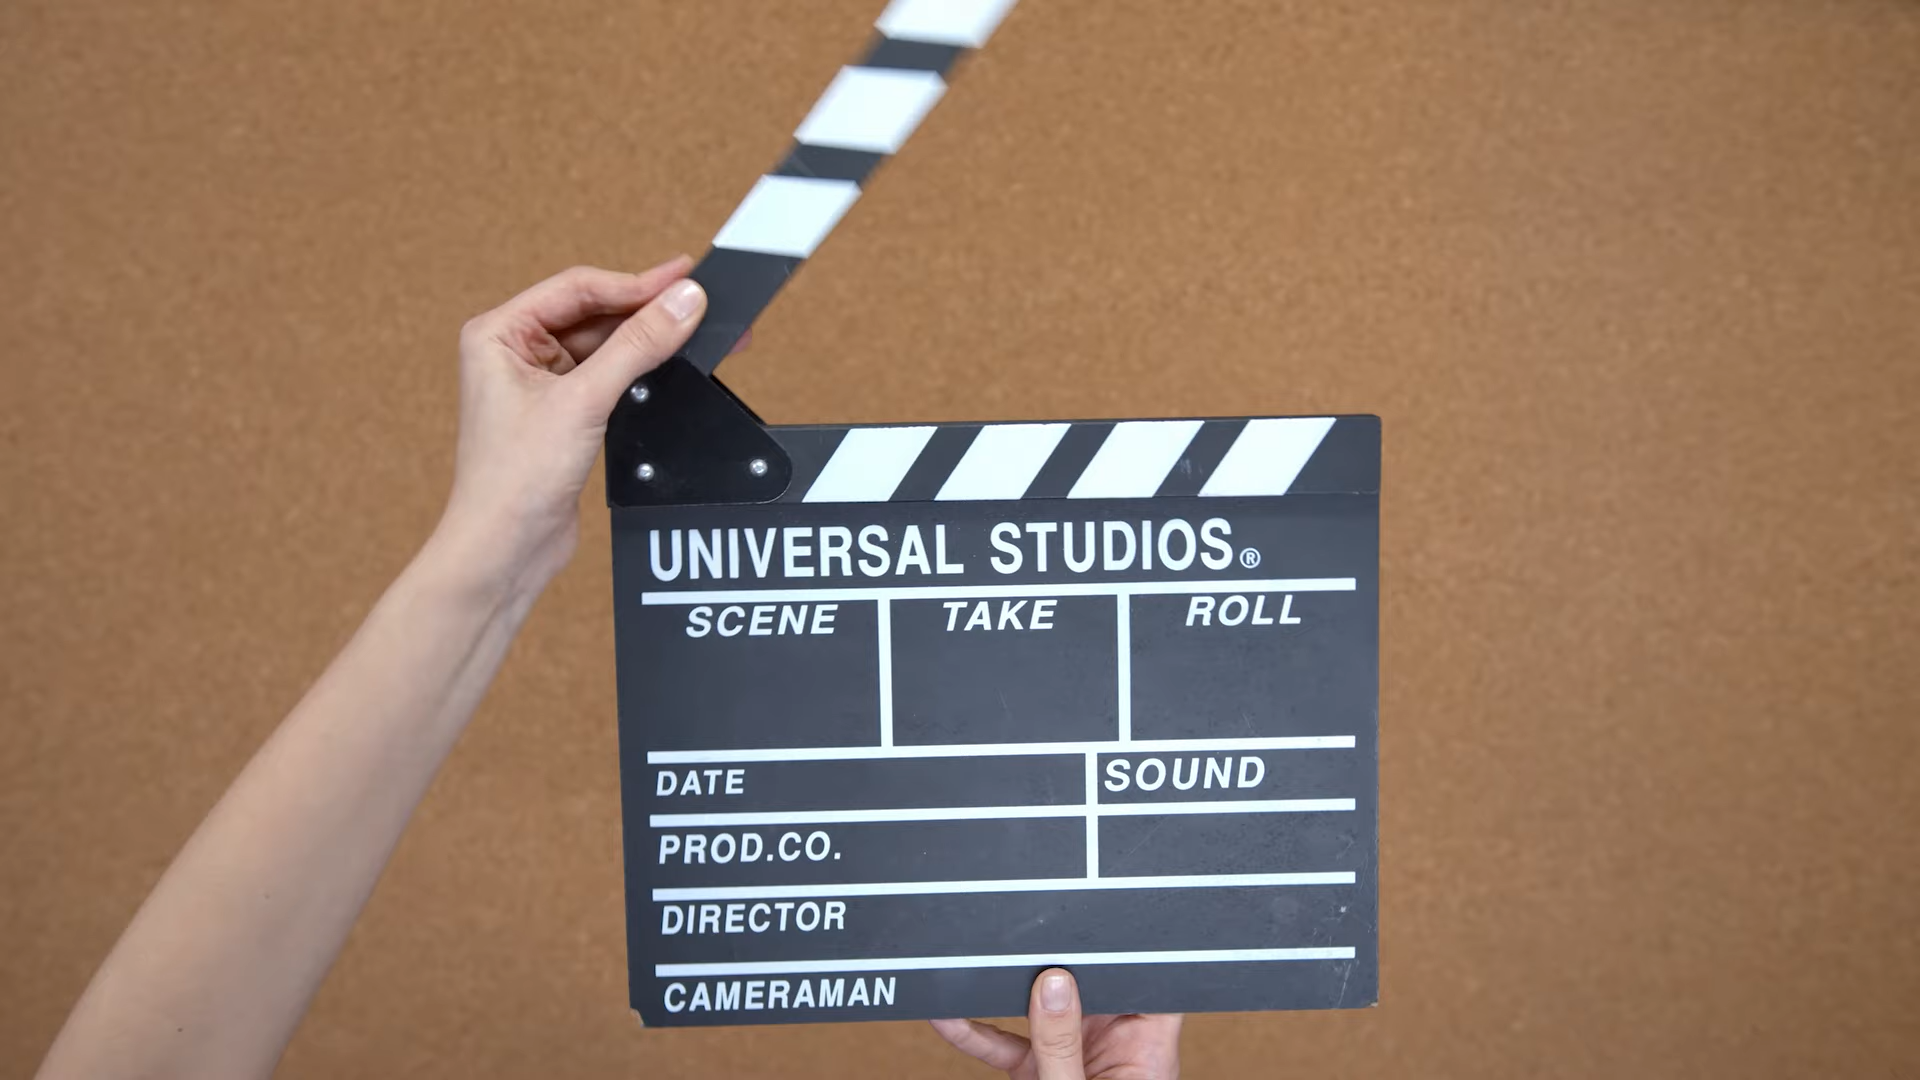 UNIVERSAL STUDIOS®
SCENE TAKE ROLL
DATE SOUND
PROD.CO.
DIRECTOR
CAMERAMAN